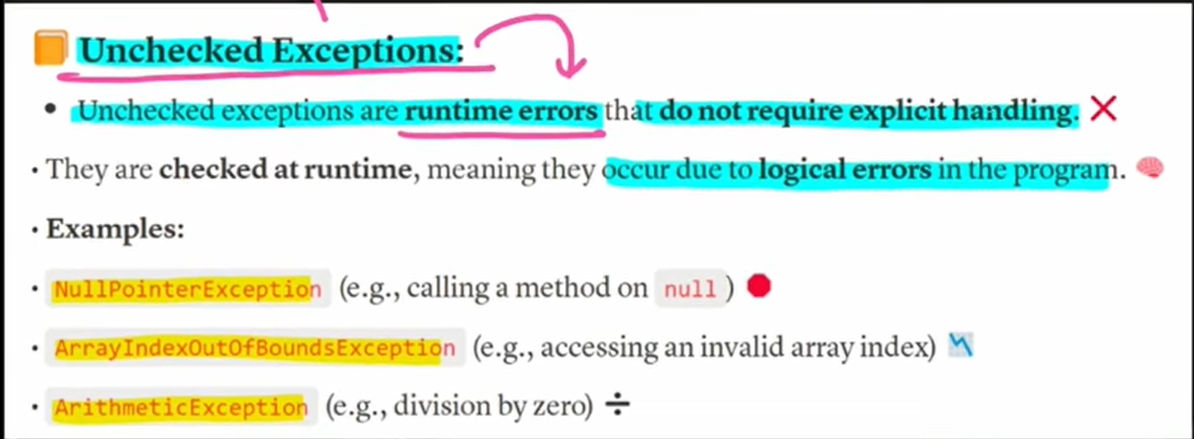 📙 Unchecked Exceptions:
• Unchecked exceptions are runtime errors that do not require explicit handling. ❌
• They are checked at runtime, meaning they occur due to logical errors in the program. 🧠
• Examples:
• NullPointerException (e.g., calling a method on null) 🛑
• ArrayIndexOutOfBoundsException (e.g., accessing an invalid array index) 📉
• ArithmeticException (e.g., division by zero) ➗